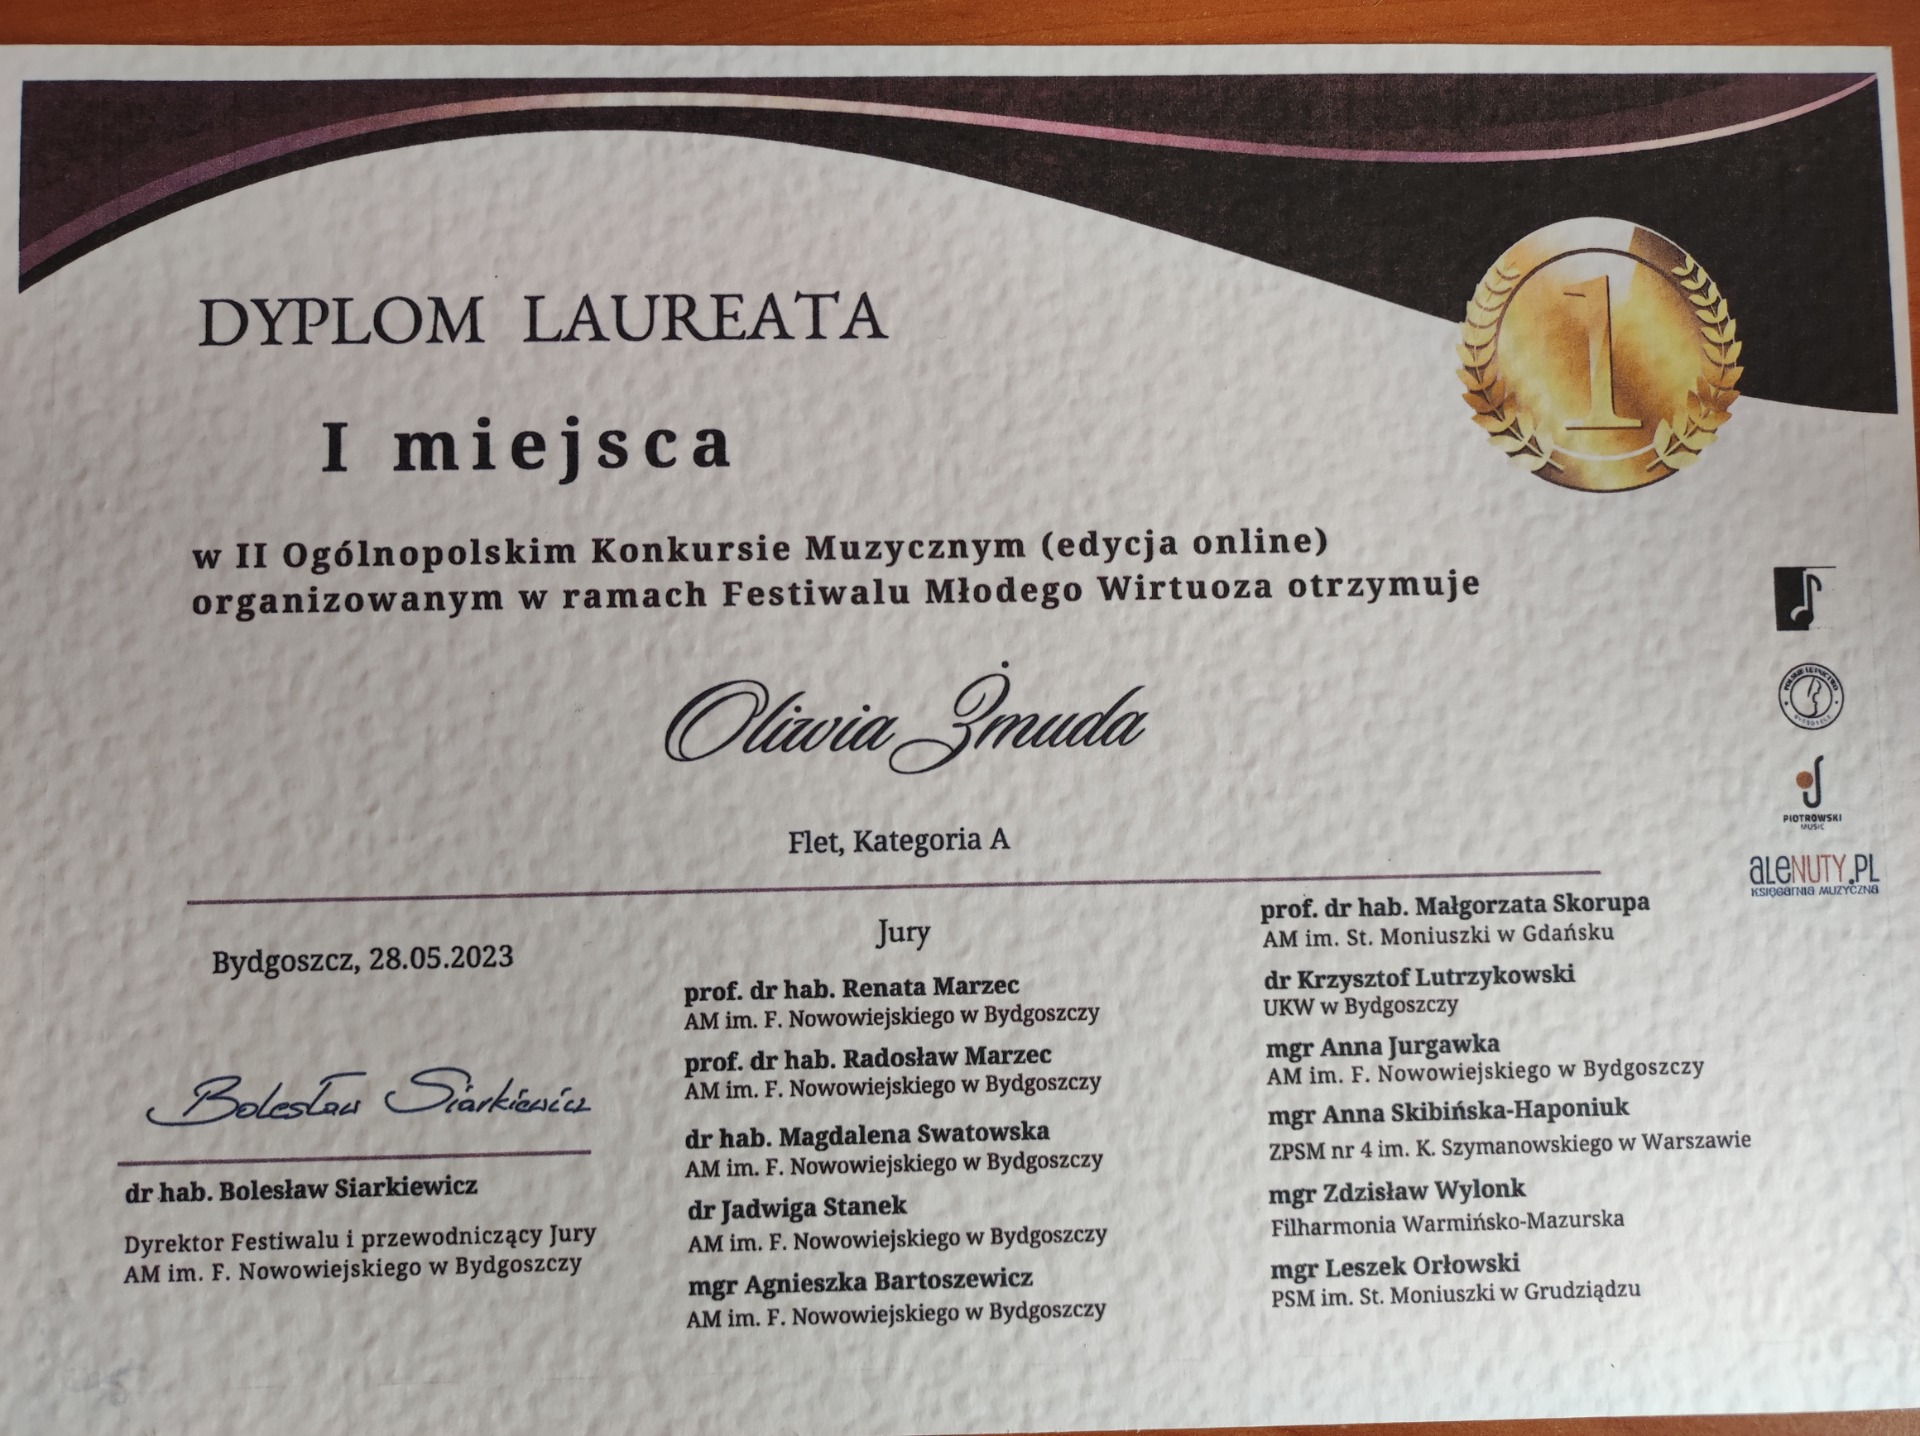 DYPLOM LAUREATA
I miejsca
1
w II Ogólnopolskim Konkursie Muzycznym (edycja online)
organizowanym w ramach Festiwalu Młodego Wirtuoza otrzymuje
Oliwia Żmuda
Flet, Kategoria A
PIOTROWSKI
MUSIC
aLeNUTY.PL
KSIĘGARNIA MUZYCZNA
Bydgoszcz, 28.05.2023
Bolesław Siarkiewicz
dr hab. Bolesław Siarkiewicz
Dyrektor Festiwalu i przewodniczący Jury
AM im. F. Nowowiejskiego w Bydgoszczy
Jury
prof. dr hab. Renata Marzec
AM im. F. Nowowiejskiego w Bydgoszczy
prof. dr hab. Radosław Marzec
AM im. F. Nowowiejskiego w Bydgoszczy
dr hab. Magdalena Swatowska
AM im. F. Nowowiejskiego w Bydgoszczy
dr Jadwiga Stanek
AM im. F. Nowowiejskiego w Bydgoszczy
mgr Agnieszka Bartoszewicz
AM im. F. Nowowiejskiego w Bydgoszczy
prof. dr hab. Małgorzata Skorupa
AM im. St. Moniuszki w Gdańsku
dr Krzysztof Lutrzykowski
UKW w Bydgoszczy
mgr Anna Jurgawka
AM im. F. Nowowiejskiego w Bydgoszczy
mgr Anna Skibińska-Haponiuk
ZPSM nr 4 im. K. Szymanowskiego w Warszawie
mgr Zdzisław Wylonk
Filharmonia Warmińsko-Mazurska
mgr Leszek Orłowski
PSM im. St. Moniuszki w Grudziądzu